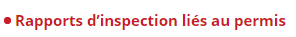 • Rapports d’inspection liés au permis